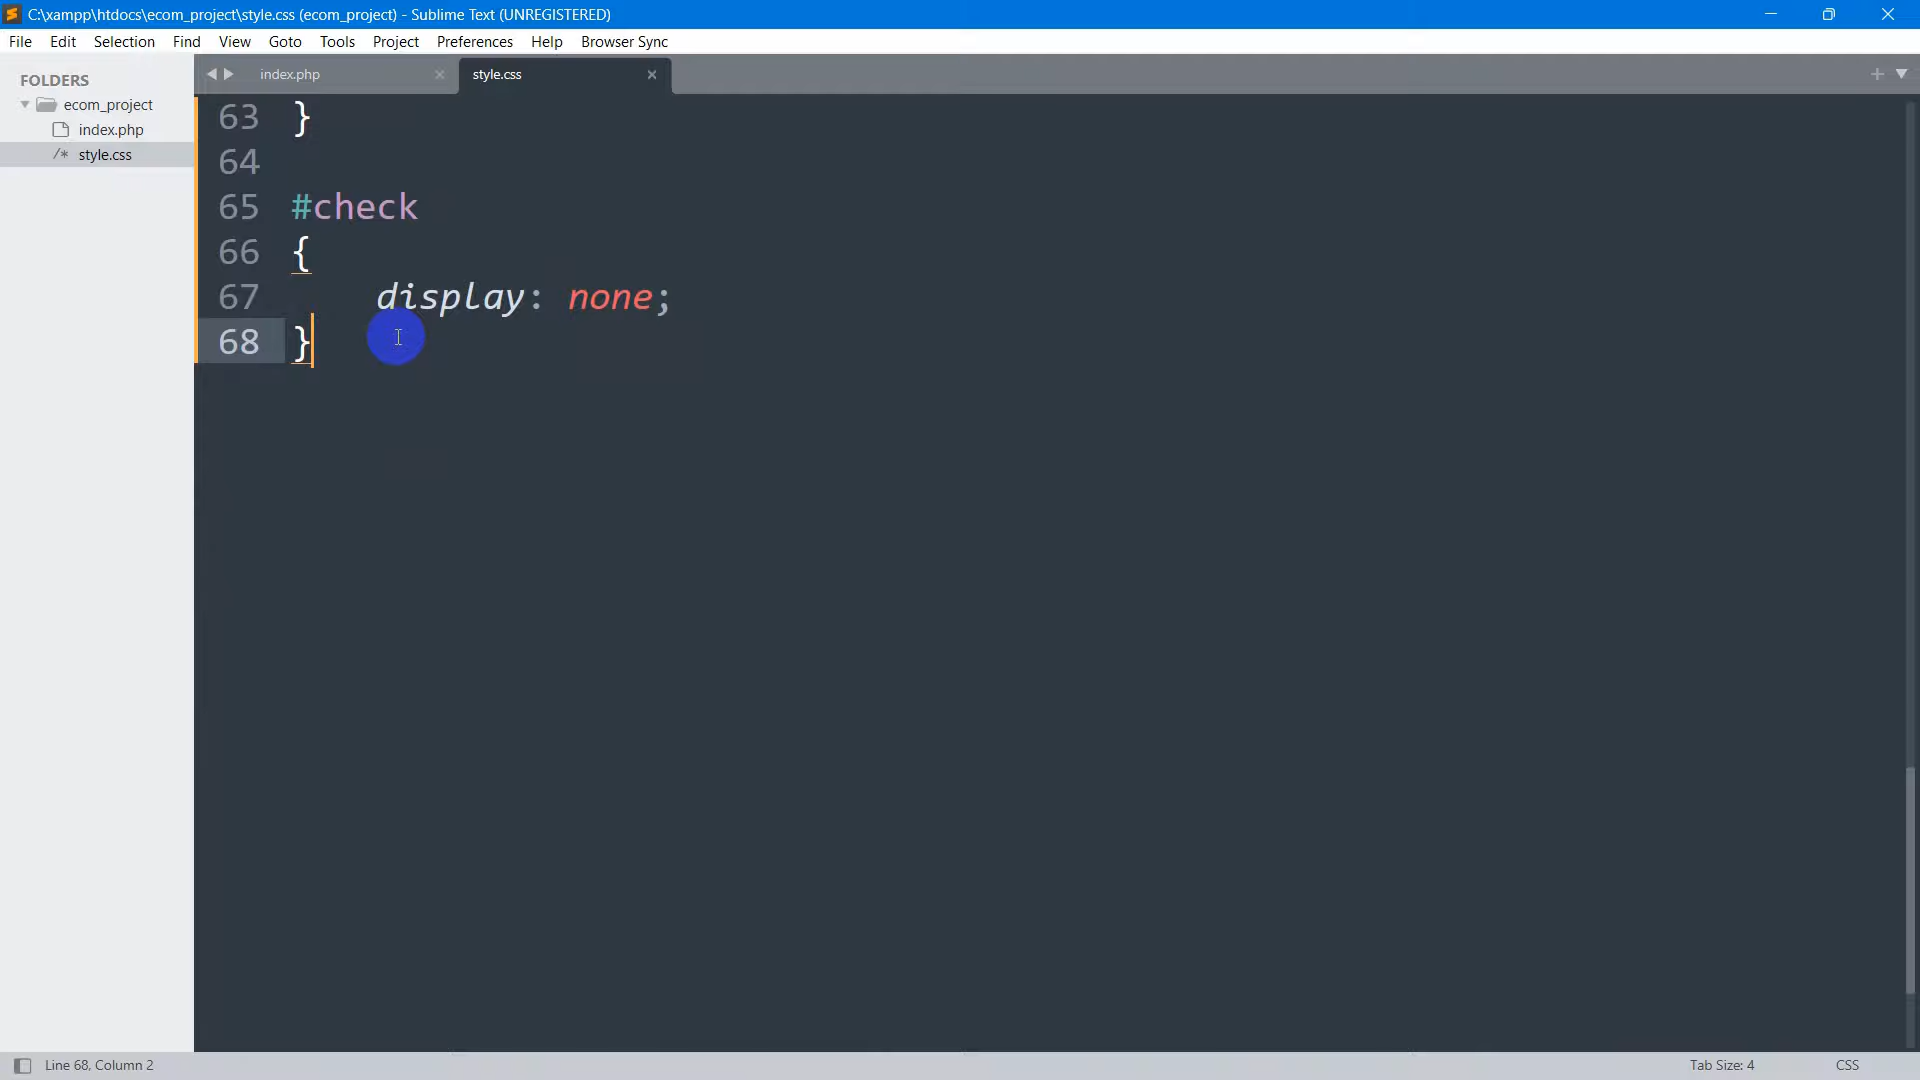 C:\xampp\htdocs\ecom_project\style.css (ecom_project) - Sublime Text (UNREGISTERED)
File Edit Selection Find View Goto Tools Project Preferences Help Browser Sync
FOLDERS
ecom_project
index.php
/* style.css
index.php
style.css
63 }
64
65 #check
66 {
67 display: none;
68 }
Line 68, Column 2
Tab Size: 4
CSS